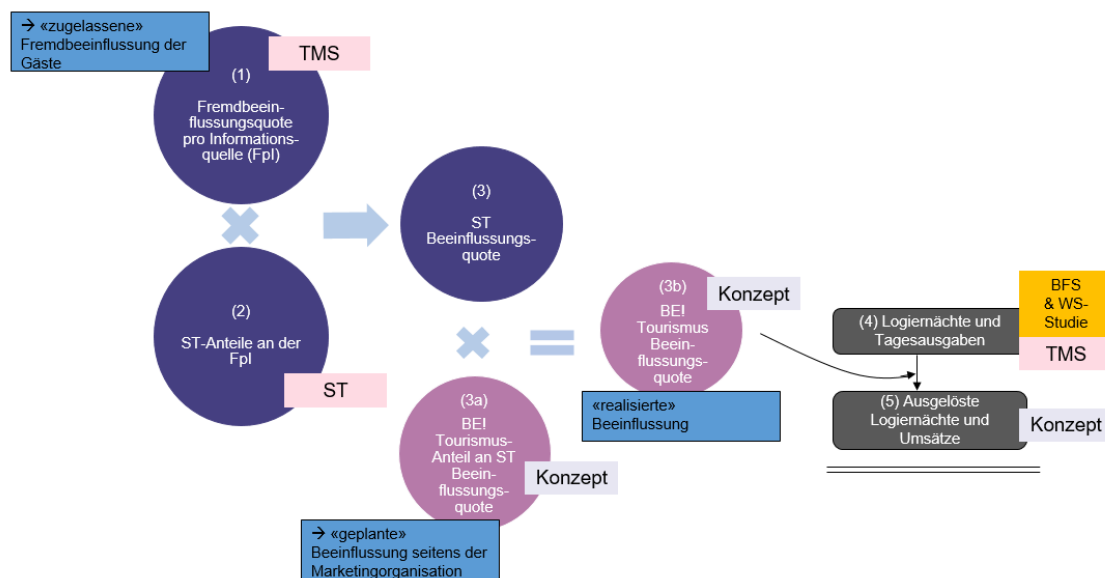 → «zugelassene»
Fremdbeeinflussung der
Gäste
TMS
(1)
Fremdbeein-
flussungsquote
pro Informations-
quelle (FpI)
(2)
ST-Anteile an der
FpI
ST
(3)
ST
Beeinflussungs-
quote
(3a)
BE!
Tourismus-
Anteil an ST
Beein-
flussungs-
quote
Konzept
→ «geplante»
Beeinflussung seitens der
Marketingorganisation
(3b)
BE!
Tourismus
Beein-
flussungs-
quote
Konzept
«realisierte»
Beeinflussung
(4) Logiernächte und
Tagesausgaben
BFS
& WS-
Studie
TMS
(5) Ausgelöste
Logiernächte und
Umsätze
Konzept